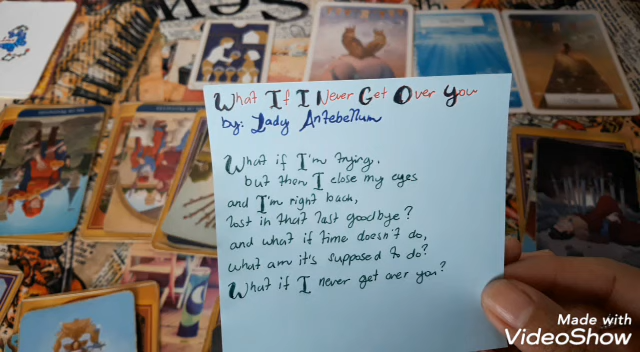 What If I Never Get Over You
by: Lady Antebellum
What if I'm trying,
but then I close my eyes
and I'm right back,
lost in that last goodbye?
and what if time doesn't do,
what am it's supposed to do?
What if I never get over you?
Made with
VideoShow